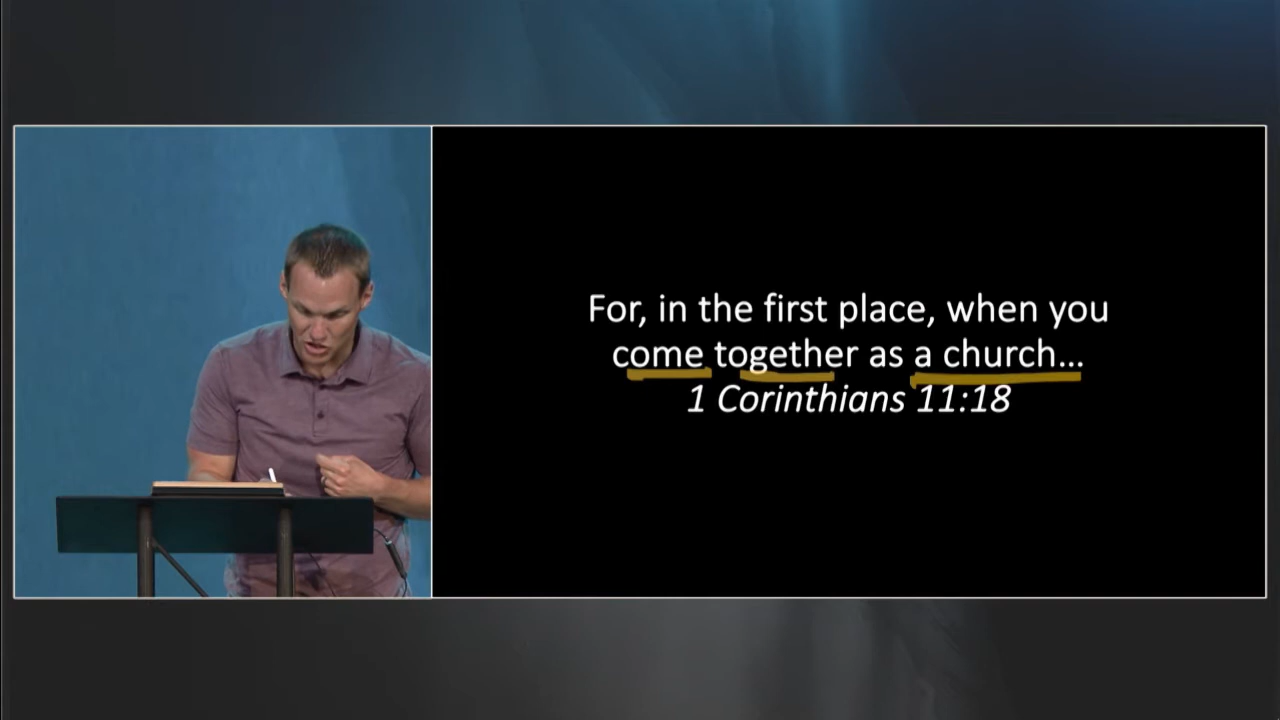 For, in the first place, when you
come together as a church...
1 Corinthians 11:18